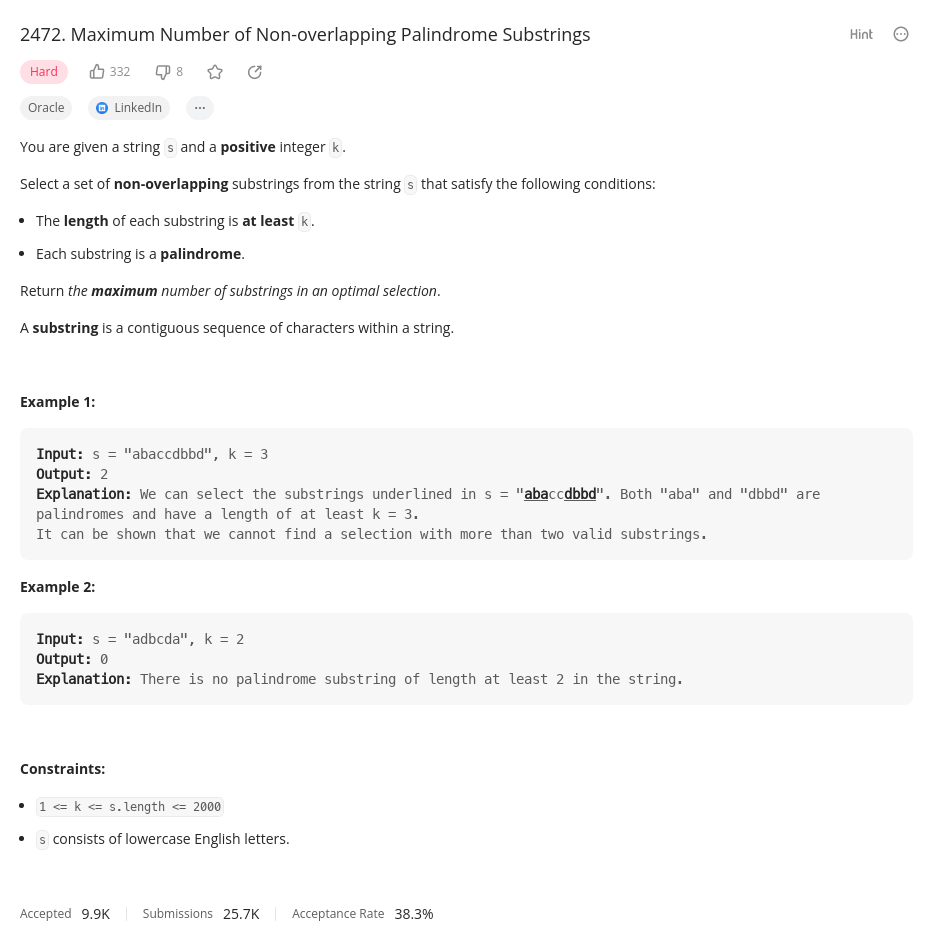 2472. Maximum Number of Non-overlapping Palindrome Substrings
Hint
Hard 332 8
Oracle LinkedIn ...
You are given a string s and a positive integer k.
Select a set of non-overlapping substrings from the string s that satisfy the following conditions:
• The length of each substring is at least k.
• Each substring is a palindrome.
Return the maximum number of substrings in an optimal selection.
A substring is a contiguous sequence of characters within a string.
Example 1:
Input: s = "abaccdbbd", k = 3
Output: 2
Explanation: We can select the substrings underlined in s = "abaccdbbd". Both "aba" and "dbbd" are
palindromes and have a length of at least k = 3.
It can be shown that we cannot find a selection with more than two valid substrings.
Example 2:
Input: s = "adbcda", k = 2
Output: 0
Explanation: There is no palindrome substring of length at least 2 in the string.
Constraints:
• 1 <= k <= s.length <= 2000
• s consists of lowercase English letters.
Accepted 9.9K Submissions 25.7K Acceptance Rate 38.3%